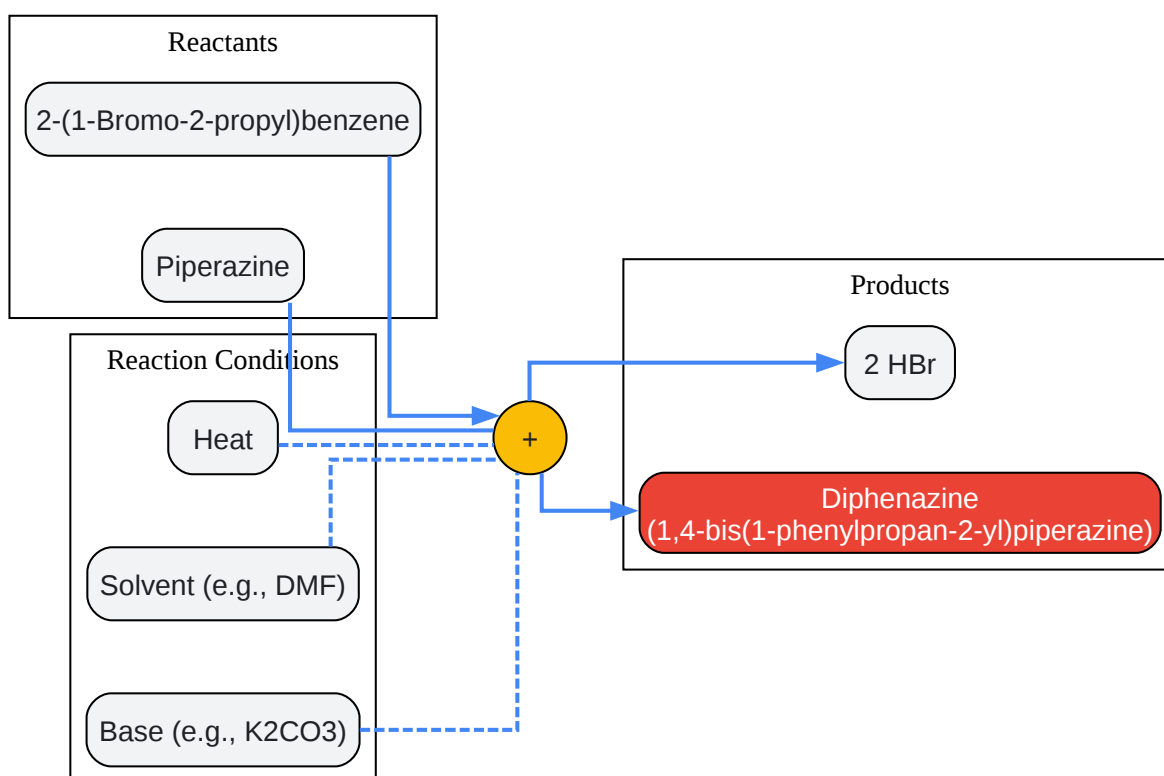 Reactants
2-(1-Bromo-2-propyl)benzene
Piperazine
Reaction Conditions
Heat
Solvent (e.g., DMF)
Base (e.g., K2CO3)
+
Products
2 HBr
Diphenazine
(1,4-bis(1-phenylpropan-2-yl)piperazine)